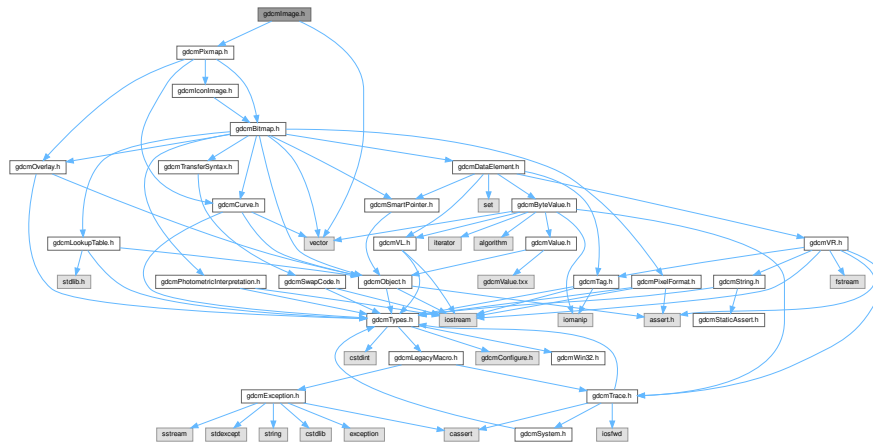 gdcmImage.h
gdcmPixmap.h
gdcmIconImage.h
gdcmBitmap.h
gdcmOverlay.h
gdcmTransferSyntax.h
gdcmDataElement.h
gdcmCurve.h
gdcmSmartPointer.h
set
gdcmByteValue.h
gdcmLookupTable.h
vector
gdcmVL.h
iterator
algorithm
gdcmValue.h
gdcmVR.h
stdlib.h
gdcmPhotometricInterpretation.h
gdcmSwapCode.h
gdcmObject.h
gdcmValue.txx
gdcmTag.h
gdcmPixelFormat.h
gdcmString.h
fstream
gdcmTypes.h
iostream
iomanip
assert.h
gdcmStaticAssert.h
cstdint
gdcmLegacyMacro.h
gdcmConfigure.h
gdcmWin32.h
gdcmException.h
gdcmTrace.h
sstream
stdexcept
string
cstdlib
exception
cassert
gdcmSystem.h
iosfwd